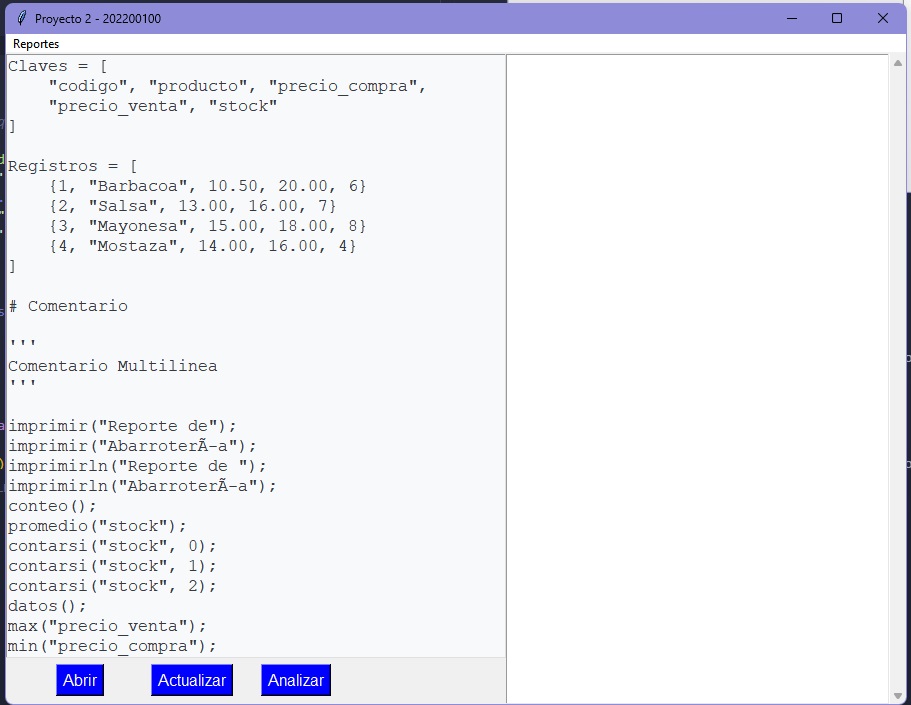 Proyecto 2 - 202200100
Reportes
Claves = [
    "codigo", "producto", "precio_compra",
    "precio_venta", "stock"
]
Registros = [
    {1, "Barbacoa", 10.50, 20.00, 6}
    {2, "Salsa", 13.00, 16.00, 7}
    {3, "Mayonesa", 15.00, 18.00, 8}
    {4, "Mostaza", 14.00, 16.00, 4}
]
# Comentario
'''
Comentario Multilinea
'''
imprimir("Reporte de");
imprimir("AbarroterÃ-a");
imprimirln("Reporte de ");
imprimirln("AbarroterÃ-a");
conteo();
promedio("stock");
contarsi("stock", 0);
contarsi("stock", 1);
contarsi("stock", 2);
datos();
max("precio_venta");
min("precio_compra");
Abrir
Actualizar
Analizar